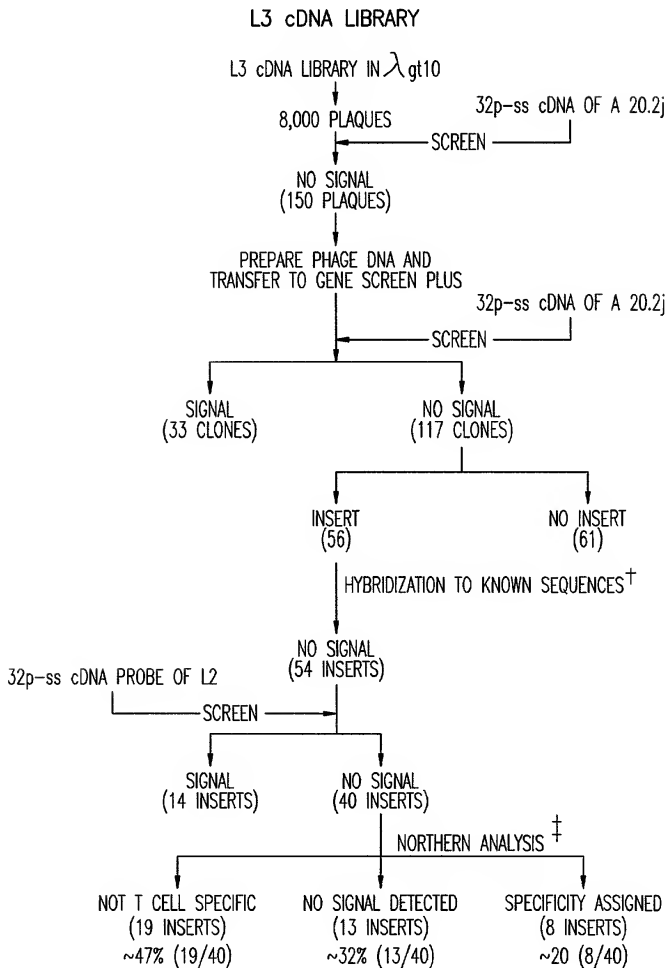 L3 cDNA LIBRARY
L3 cDNA LIBRARY IN λ gt10
32p-ss cDNA OF A 20.2j
8,000 PLAQUES
SCREEN
NO SIGNAL
(150 PLAQUES)
PREPARE PHAGE DNA AND
TRANSFER TO GENE SCREEN PLUS
32p-ss cDNA OF A 20.2j
SCREEN
SIGNAL
(33 CLONES)
NO SIGNAL
(117 CLONES)
INSERT
(56)
NO INSERT
(61)
HYBRIDIZATION TO KNOWN SEQUENCES†
NO SIGNAL
(54 INSERTS)
32p-ss cDNA PROBE OF L2
SCREEN
SIGNAL
(14 INSERTS)
NO SIGNAL
(40 INSERTS)
NORTHERN ANALYSIS ‡
NOT T CELL SPECIFIC
(19 INSERTS)
~47% (19/40)
NO SIGNAL DETECTED
(13 INSERTS)
~32% (13/40)
SPECIFICITY ASSIGNED
(8 INSERTS)
~20 (8/40)